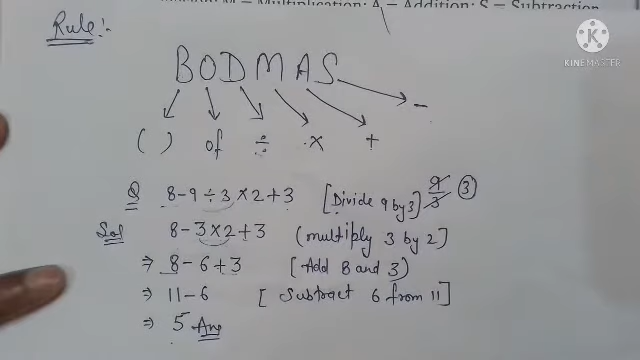 M = Multiplication; A = Addition; S = Subtraction
Rule:-
KINEMASTER
BODMAS
( ) of ÷ × + -
Q 8-9÷3×2+3 [Divide 9 by 3] 9/3 3
Sol 8-3×2+3 (multiply 3 by 2]
⇒ 8-6+3 [Add 8 and 3)
⇒ 11-6 [Subtract 6 from 11]
⇒ 5 Ans